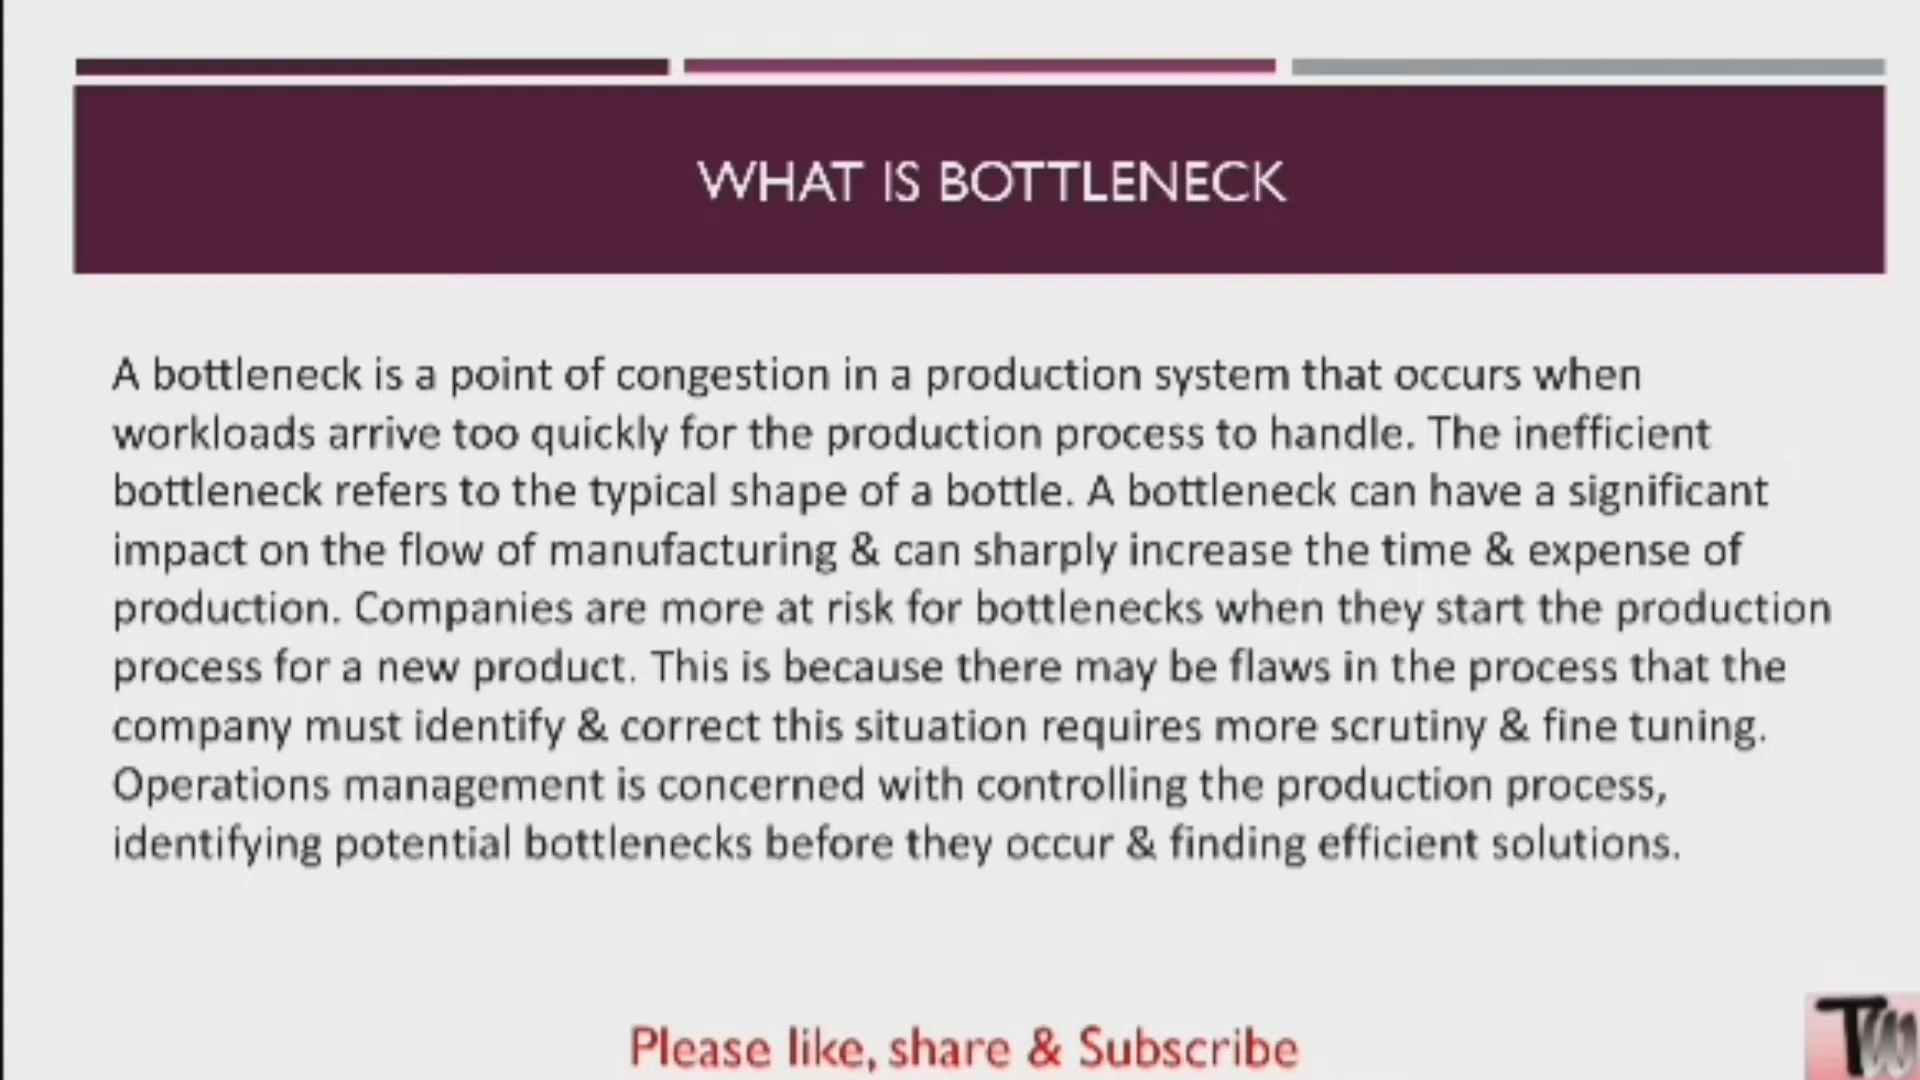 WHAT IS BOTTLENECK
A bottleneck is a point of congestion in a production system that occurs when
workloads arrive too quickly for the production process to handle. The inefficient
bottleneck refers to the typical shape of a bottle. A bottleneck can have a significant
impact on the flow of manufacturing & can sharply increase the time & expense of
production. Companies are more at risk for bottlenecks when they start the production
process for a new product. This is because there may be flaws in the process that the
company must identify & correct this situation requires more scrutiny & fine tuning.
Operations management is concerned with controlling the production process,
identifying potential bottlenecks before they occur & finding efficient solutions.
Please like, share & Subscribe